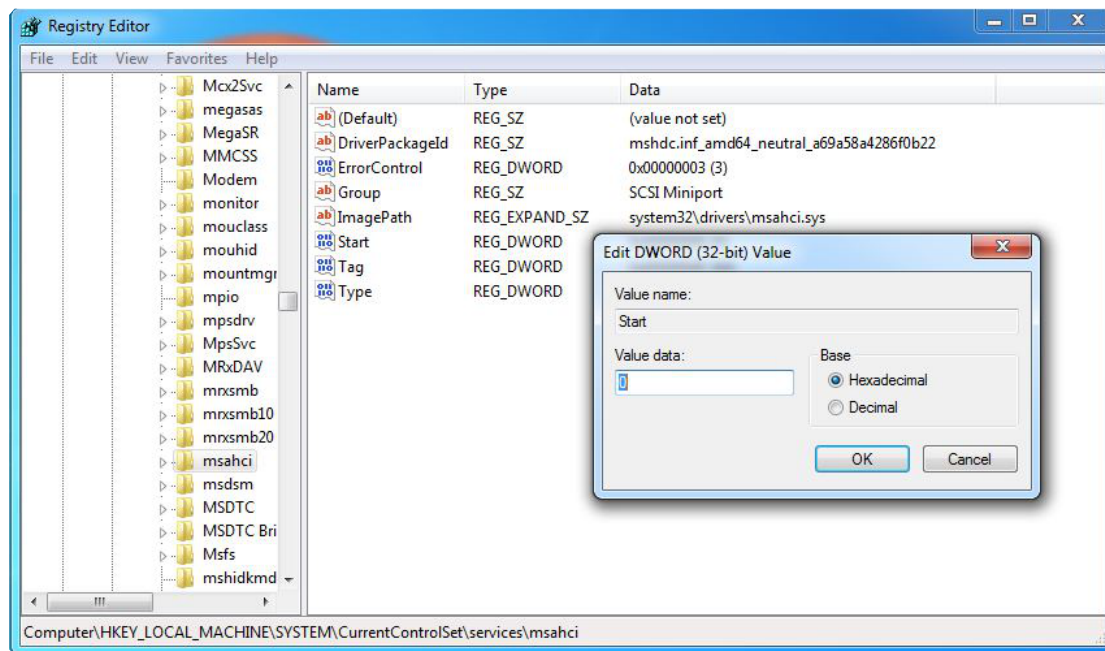 Registry Editor
File Edit View Favorites Help
Mcx2Svc
megasas
MegaSR
MMCSS
Modem
monitor
mouclass
mouhid
mountmgr
mpio
mpsdrv
MpsSvc
MRxDAV
mrxsmb
mrxsmb10
mrxsmb20
msahci
msdsm
MSDTC
MSDTC Bri
Msfs
mshidkmd
Name Type Data
(Default) REG_SZ (value not set)
DriverPackageId REG_SZ mshdc.inf_amd64_neutral_a69a58a4286f0b22
ErrorControl REG_DWORD 0x00000003 (3)
Group REG_SZ SCSI Miniport
ImagePath REG_EXPAND_SZ system32\drivers\msahci.sys
Start REG_DWORD
Tag REG_DWORD
Type REG_DWORD
Edit DWORD (32-bit) Value
Value name:
Start
Value data:
0
Base
Hexadecimal
Decimal
OK Cancel
Computer\HKEY_LOCAL_MACHINE\SYSTEM\CurrentControlSet\services\msahci